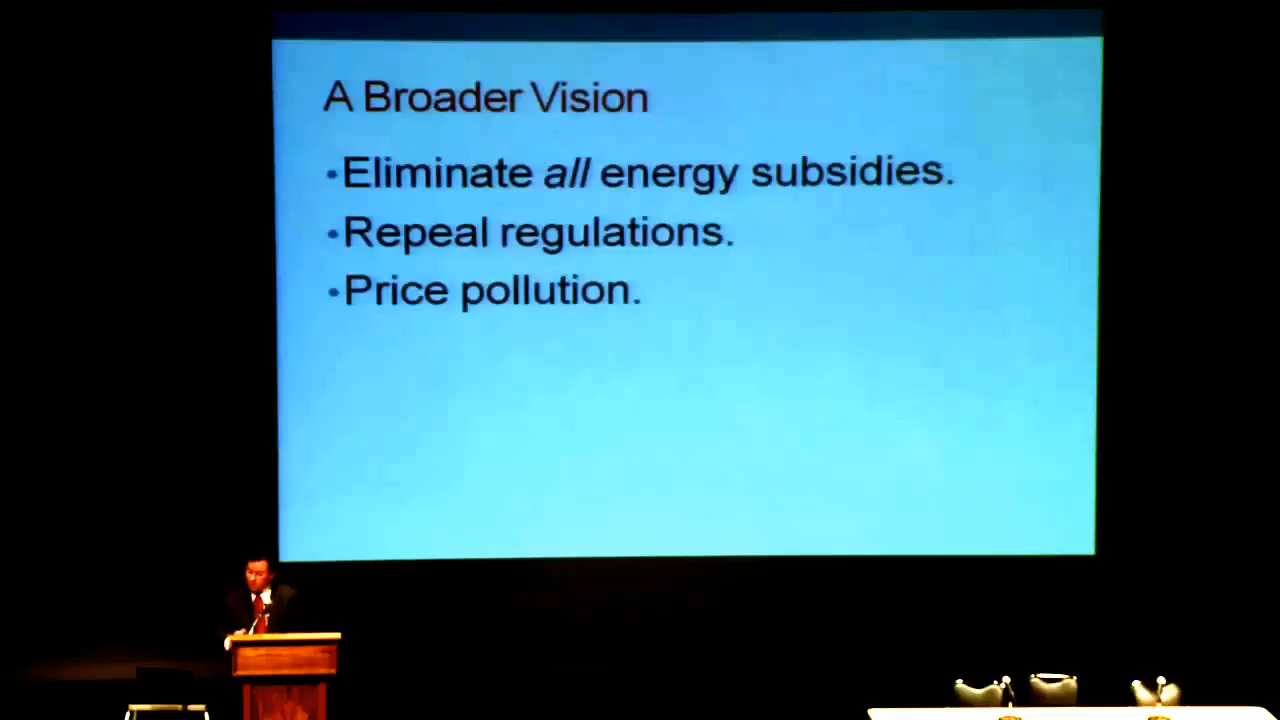 A Broader Vision
•Eliminate all energy subsidies.
•Repeal regulations.
•Price pollution.